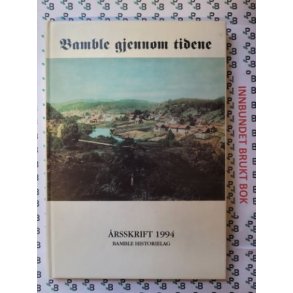 Bamble gjennom tidene
ÅRSSKRIFT 1994
BAMBLE HISTORIELAG
INNBUNDET BRUKT BOK